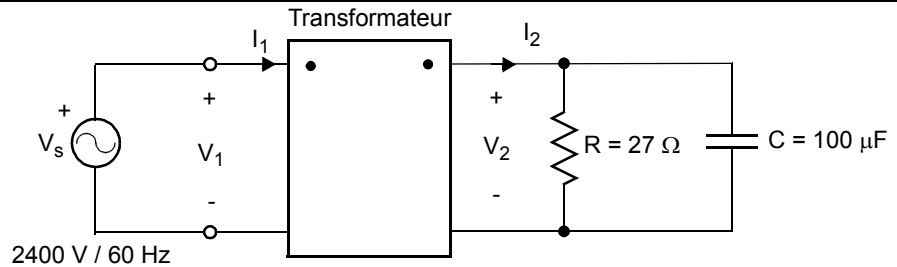 Transformateur
I1
I2
+
Vs
+
V1
-
+
V2
-
R = 27 Ω
C = 100 μF
2400 V / 60 Hz